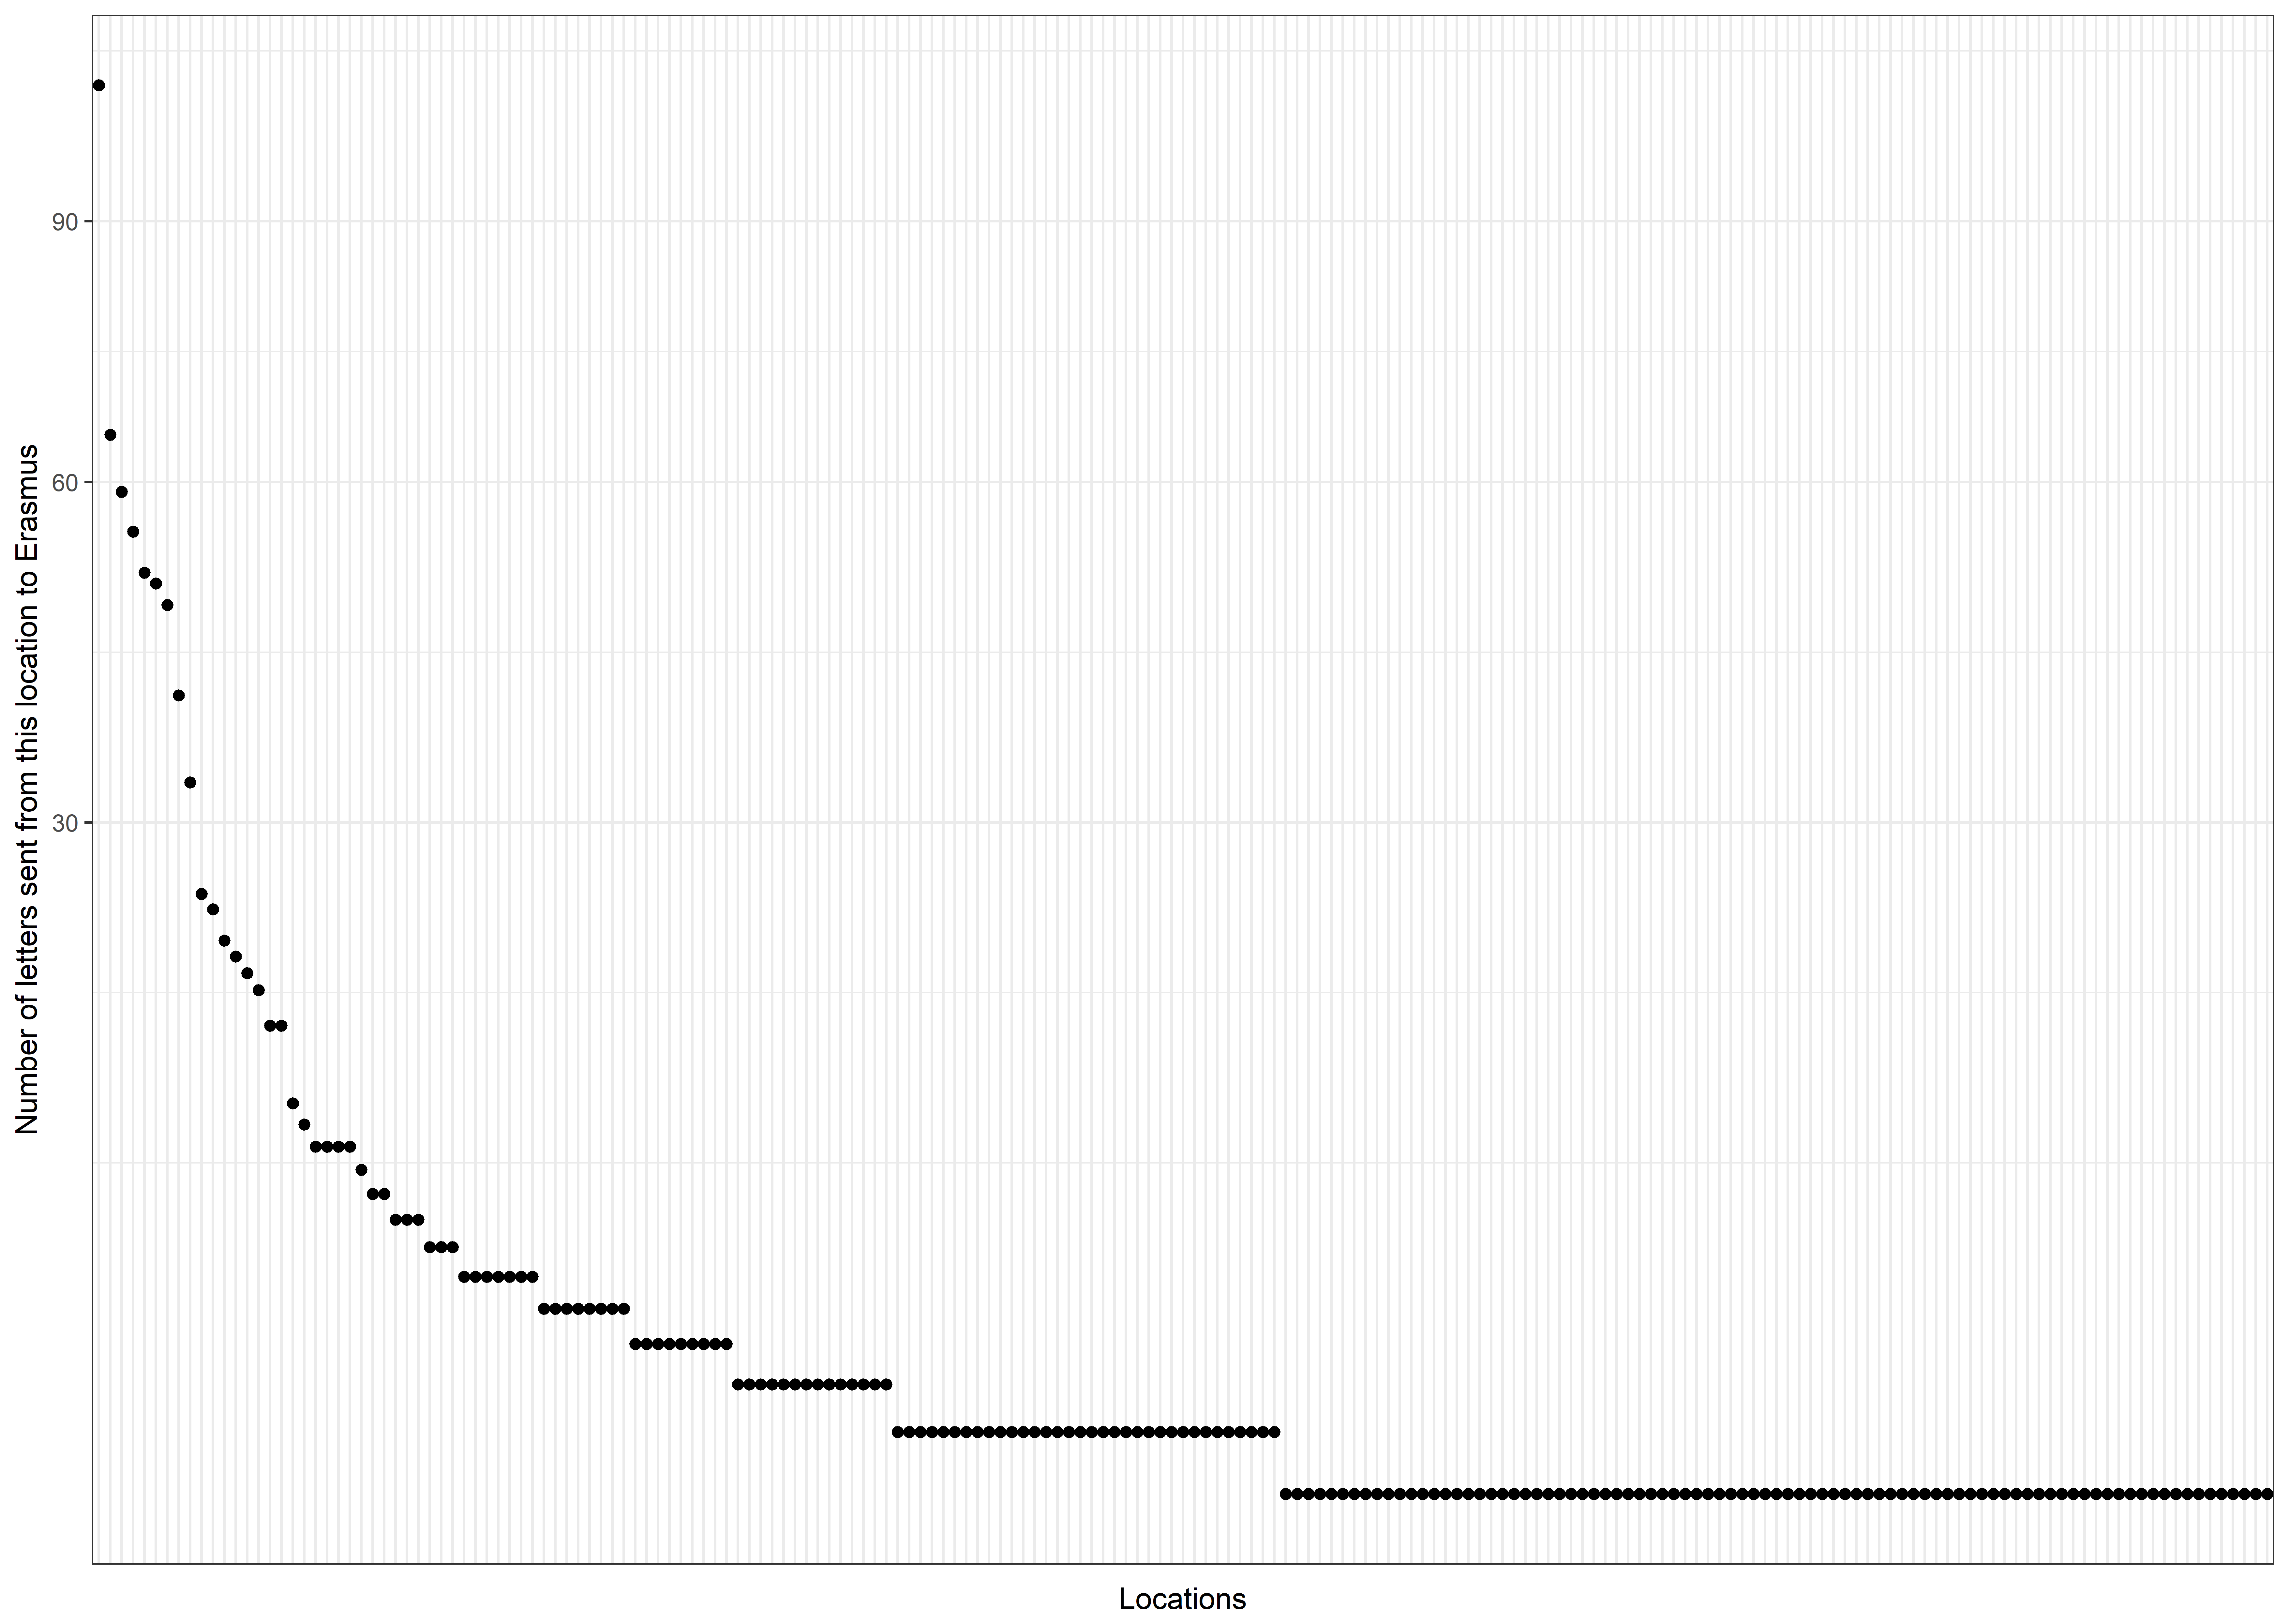 Number of letters sent from this location to Erasmus
90
60
30
Locations